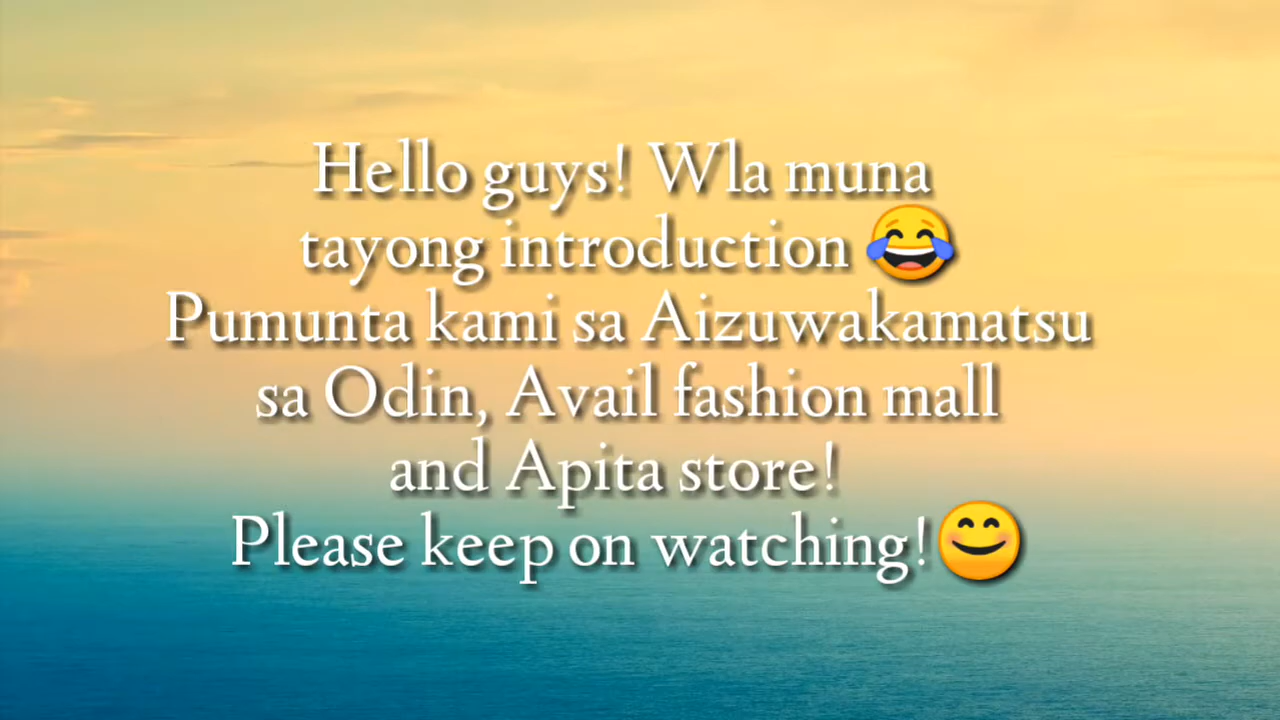 Hello guys! Wla muna
tayong introduction 😂
Pumunta kami sa Aizuwakamatsu
sa Odin, Avail fashion mall
and Apita store!
Please keep on watching!😊